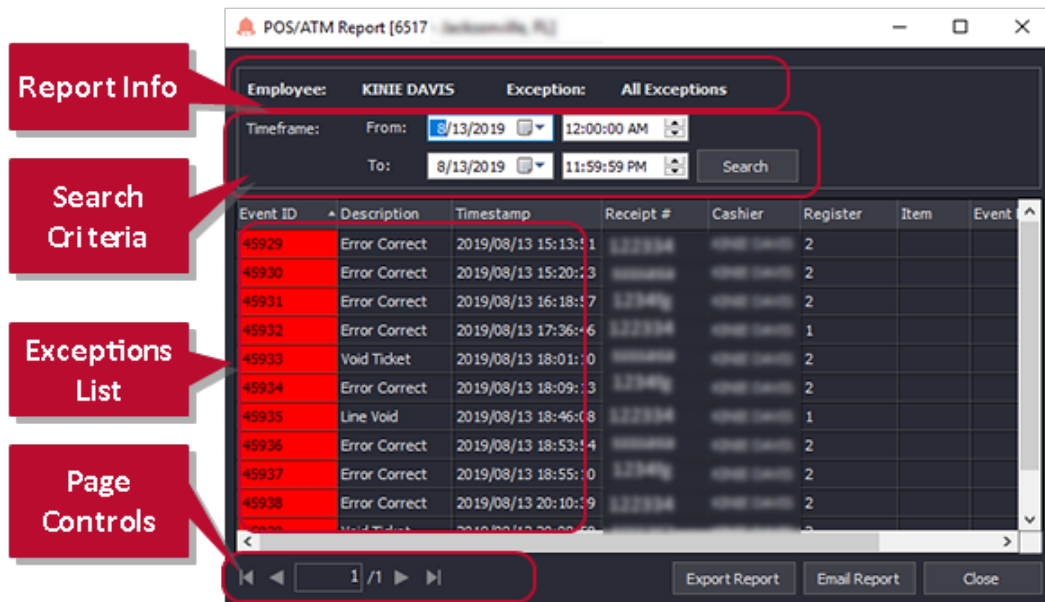 POS/ATM Report [6517
Report Info
Employee: KINIE DAVIS Exception: All Exceptions
Timeframe: From: 8/13/2019 12:00:00 AM
To: 8/13/2019 11:59:59 PM Search
Search
Criteria
Event ID Description Timestamp Receipt # Cashier Register Item Event
45929 Error Correct 2019/08/13 15:13:51 2
45930 Error Correct 2019/08/13 15:20:23 2
45931 Error Correct 2019/08/13 16:18:57 2
45932 Error Correct 2019/08/13 17:36:46 1
45933 Void Ticket 2019/08/13 18:01:10 2
45934 Error Correct 2019/08/13 18:09:13 2
45935 Line Void 2019/08/13 18:46:08 1
45936 Error Correct 2019/08/13 18:53:54 2
45937 Error Correct 2019/08/13 18:55:10 2
45938 Error Correct 2019/08/13 20:10:39 2
Exceptions
List
Page
Controls
1 /1 Export Report Email Report Close